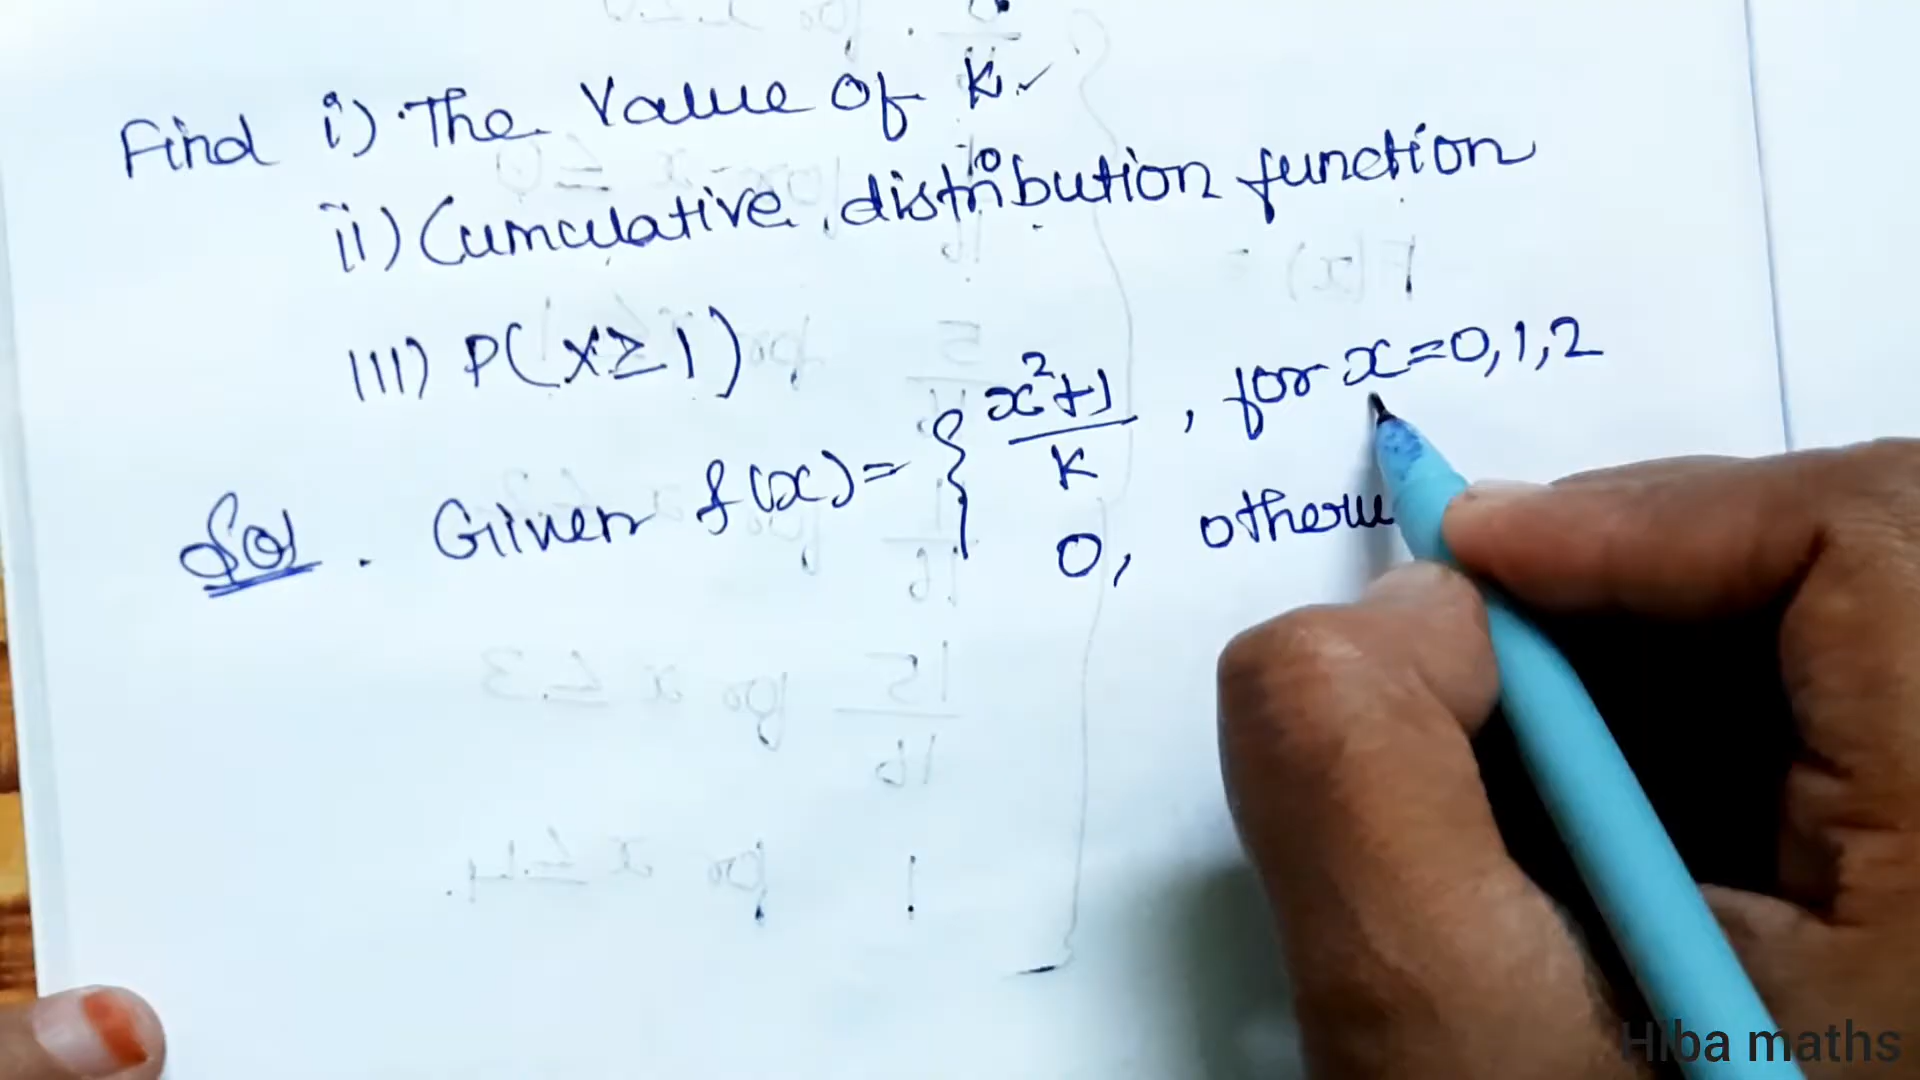 Find i) The Value of K ✓
ii) Cumulative distribution function
III) P(X≥1)
Sol. Given f(x) = { x²+1/K , for x=0,1,2
0, otherw
Hiba maths